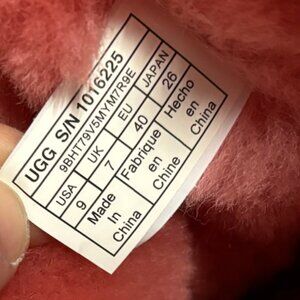 UGG S/N 1016225
9BHT79V5MYM7R9E
USA UK EU JAPAN
9 7 40 26
Made In China
Fabriqué en Chine
Hecho en China